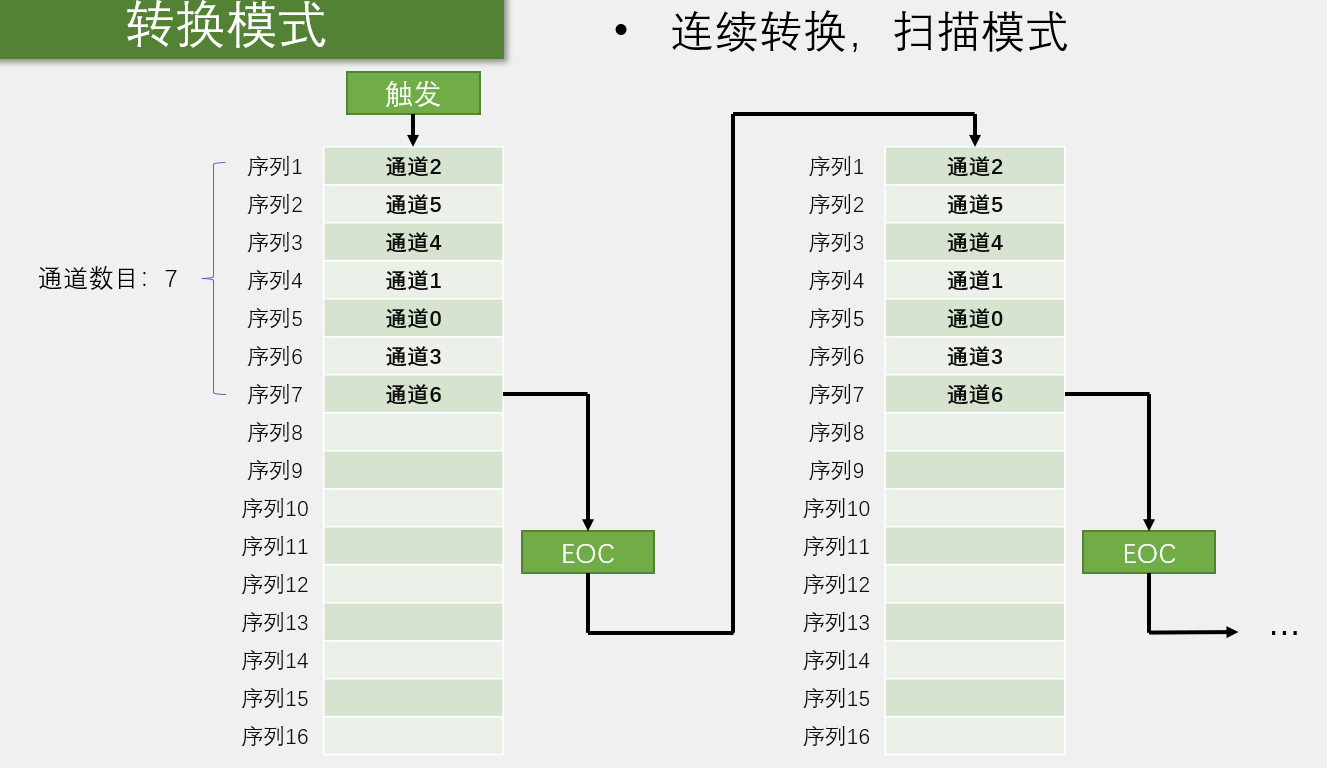 转换模式
• 连续转换，扫描模式
触发
通道数目：7
序列1 通道2
序列2 通道5
序列3 通道4
序列4 通道1
序列5 通道0
序列6 通道3
序列7 通道6
序列8
序列9
序列10
序列11
序列12
序列13
序列14
序列15
序列16
EOC
序列1 通道2
序列2 通道5
序列3 通道4
序列4 通道1
序列5 通道0
序列6 通道3
序列7 通道6
序列8
序列9
序列10
序列11
序列12
序列13
序列14
序列15
序列16
EOC
…